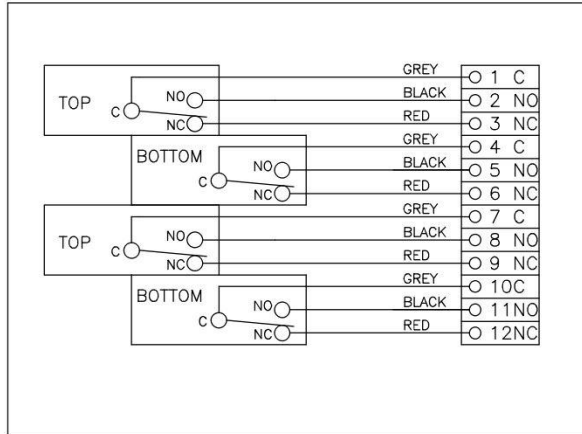 GREY
1 C
TOP
NO
BLACK
2 NO
C
NC
RED
3 NC
GREY
4 C
BOTTOM
NO
BLACK
5 NO
C
NC
RED
6 NC
GREY
7 C
TOP
NO
BLACK
8 NO
C
NC
RED
9 NC
GREY
10C
BOTTOM
NO
BLACK
11NO
C
NC
RED
12NC